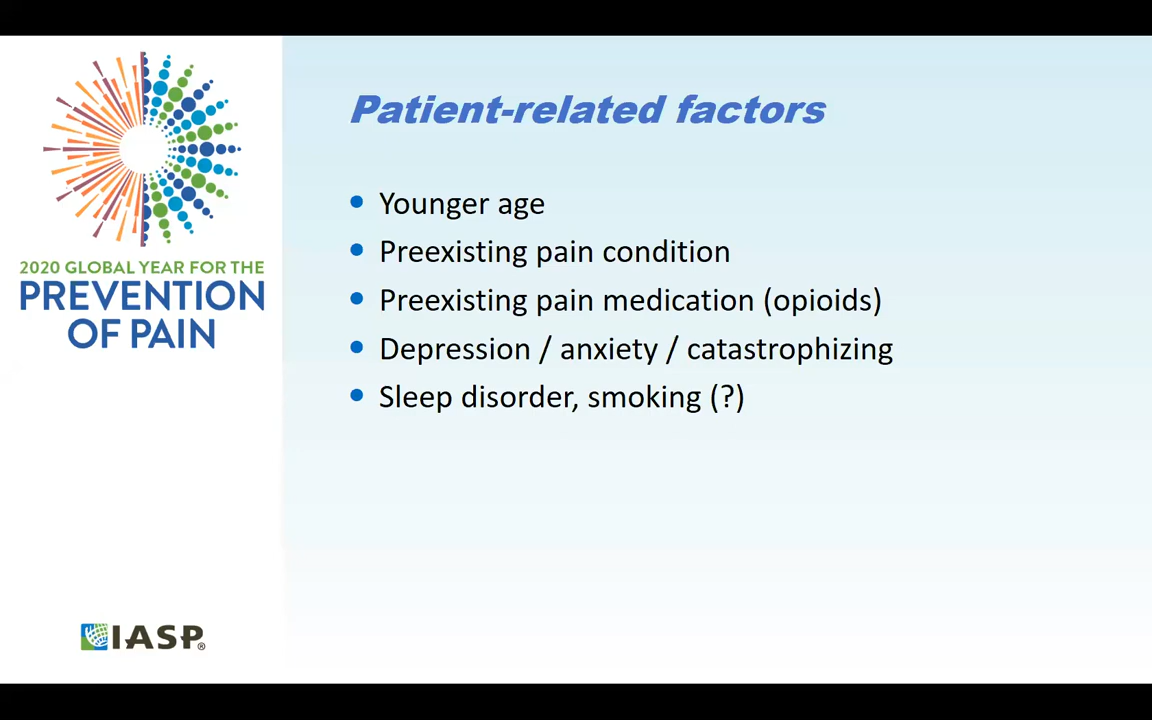 2020 GLOBAL YEAR FOR THE
PREVENTION
OF PAIN
IASP®
Patient-related factors
• Younger age
• Preexisting pain condition
• Preexisting pain medication (opioids)
• Depression / anxiety / catastrophizing
• Sleep disorder, smoking (?)